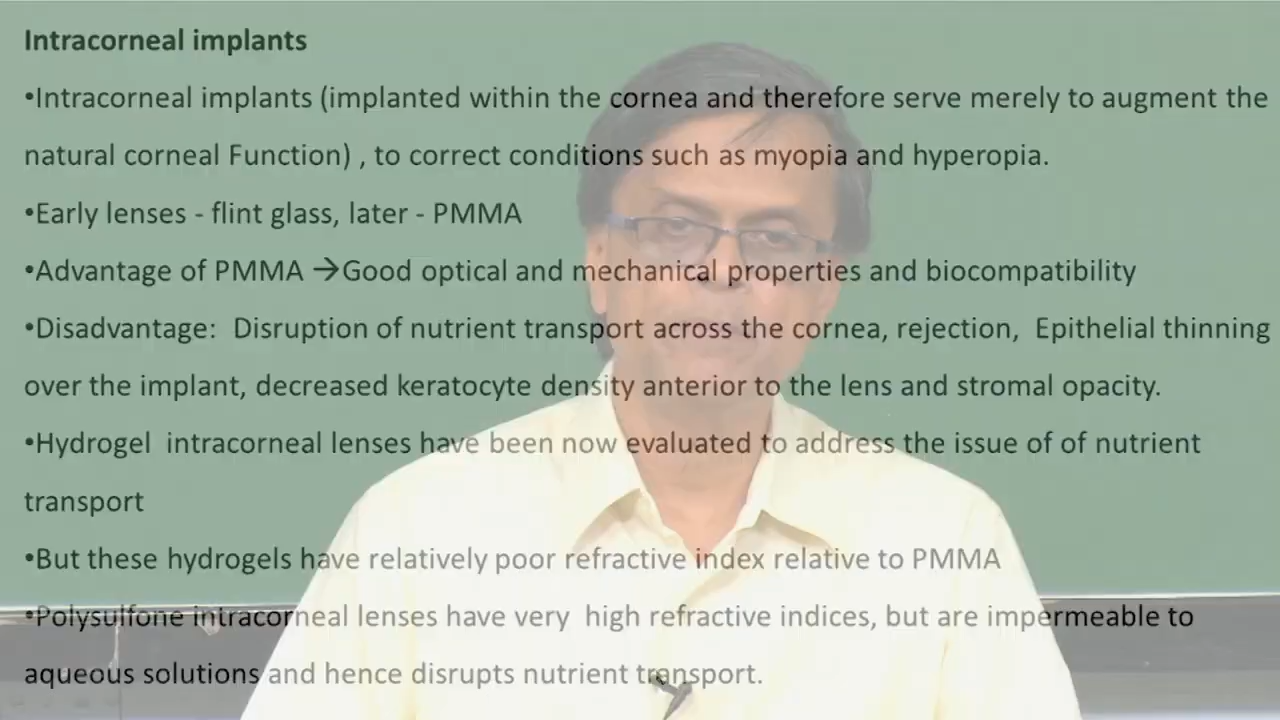 Intracorneal implants
•Intracorneal implants (implanted within the cornea and therefore serve merely to augment the
natural corneal Function) , to correct conditions such as myopia and hyperopia.
•Early lenses - flint glass, later - PMMA
•Advantage of PMMA →Good optical and mechanical properties and biocompatibility
•Disadvantage: Disruption of nutrient transport across the cornea, rejection, Epithelial thinning
over the implant, decreased keratocyte density anterior to the lens and stromal opacity.
•Hydrogel intracorneal lenses have been now evaluated to address the issue of of nutrient
transport
•But these hydrogels have relatively poor refractive index relative to PMMA
•Polysulfone intracorneal lenses have very high refractive indices, but are impermeable to
aqueous solutions and hence disrupts nutrient transport.